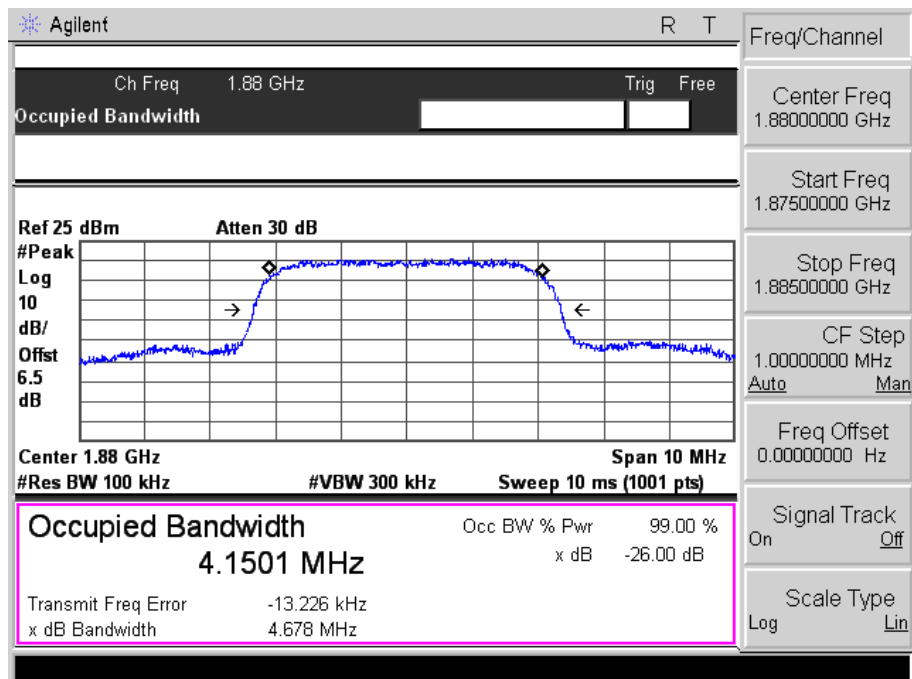 Agilent R T
Ch Freq 1.88 GHz Trig Free
Occupied Bandwidth
Ref 25 dBm Atten 30 dB
#Peak
Log
10
dB/
Offst
6.5
dB
Center 1.88 GHz Span 10 MHz
#Res BW 100 kHz #VBW 300 kHz Sweep 10 ms (1001 pts)
Occupied Bandwidth
4.1501 MHz
Occ BW % Pwr 99.00 %
x dB -26.00 dB
Transmit Freq Error -13.226 kHz
x dB Bandwidth 4.678 MHz
Freq/Channel
Center Freq
1.88000000 GHz
Start Freq
1.87500000 GHz
Stop Freq
1.88500000 GHz
CF Step
1.00000000 MHz
Auto Man
Freq Offset
0.00000000 Hz
Signal Track
On Off
Scale Type
Log Lin